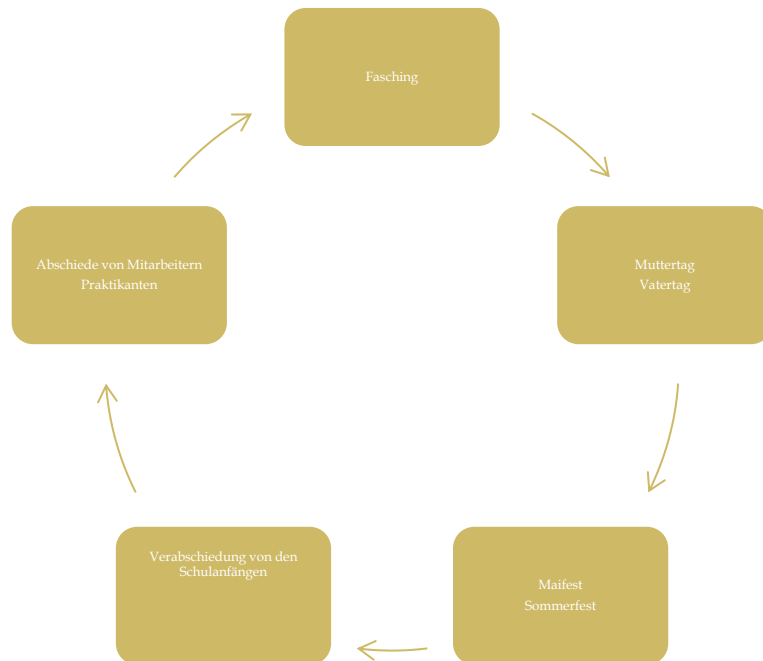 Fasching
Muttertag
Vatertag
Maifest
Sommerfest
Verabschiedung von den
Schulanfängen
Abschiede von Mitarbeitern
Praktikanten